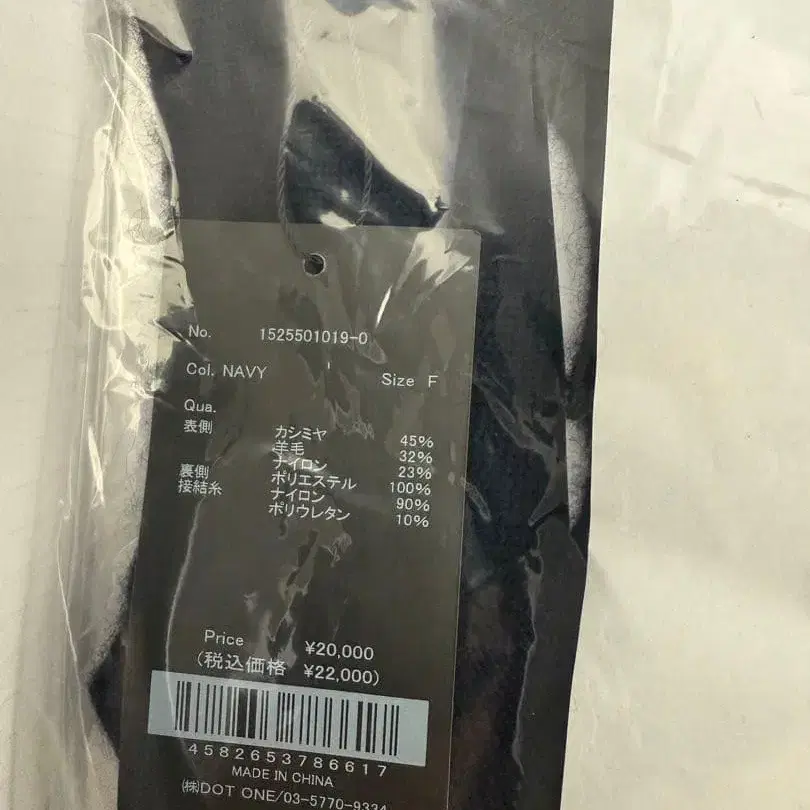 No. 1525501019-0
Col. NAVY Size F
Qua.
表側 カシミヤ 45%
羊毛 32%
ナイロン 23%
裏側 ポリエステル 100%
接結糸 ナイロン 90%
ポリウレタン 10%
Price ¥20,000
(税込価格 ¥22,000)
4582653786617
MADE IN CHINA
㈱DOT ONE/03-5770-9334